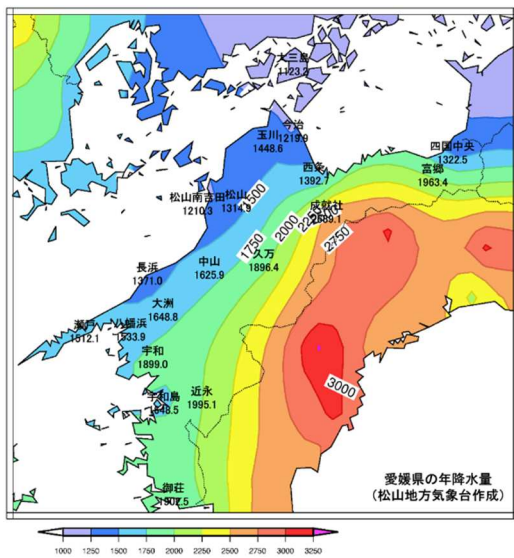 大三島
1123.2
今治
1219.9
玉川
1448.6
四国中央
1322.5
西条
1392.7
富郷
1963.4
松山南吉田
1210.3
松山
1314.9
1500
成就社
1750
2000
2750
久万
1896.4
中山
1625.9
長浜
1371.0
大洲
1648.8
瀬戸
1512.1
八幡浜
1533.9
宇和
1899.0
3000
近永
1995.1
宇和島
1648.5
御荘
愛媛県の年降水量
(松山地方気象台作成)
1000 1250 1500 1750 2000 2250 2500 2750 3000 3250